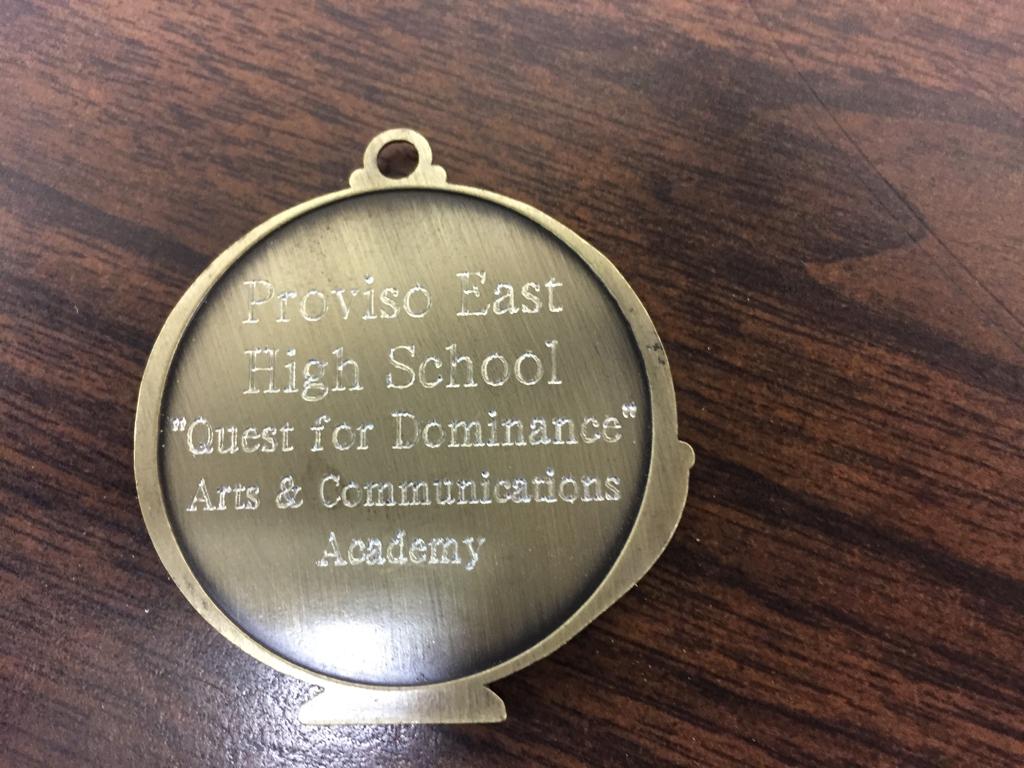 Proviso East
High School
"Quest for Dominance"
Arts & Communications
Academy